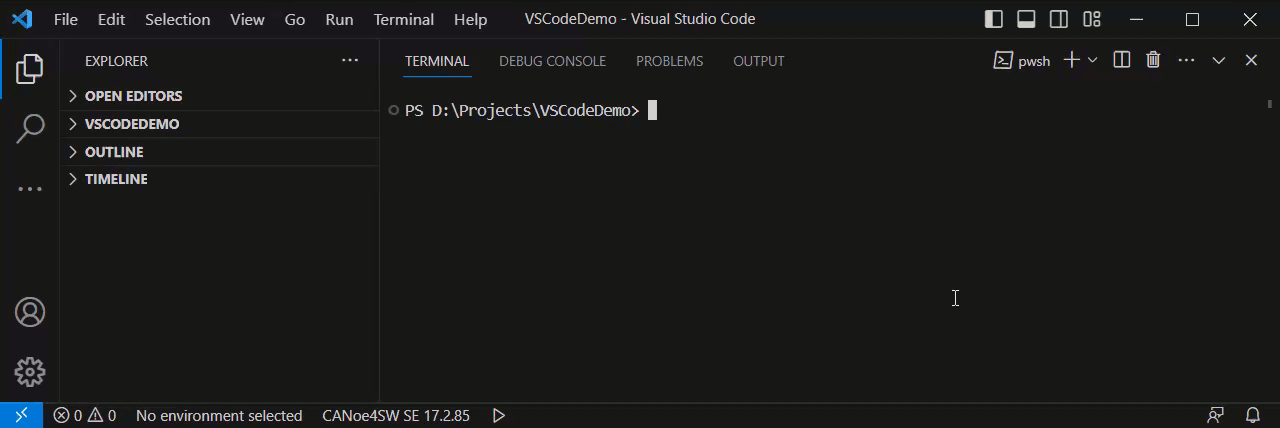 File Edit Selection View Go Run Terminal Help VSCodeDemo - Visual Studio Code
EXPLORER
OPEN EDITORS
VSCODEDEMO
OUTLINE
TIMELINE
TERMINAL DEBUG CONSOLE PROBLEMS OUTPUT pwsh
PS D:\Projects\VSCodeDemo>
0 0 No environment selected CANoe4SW SE 17.2.85